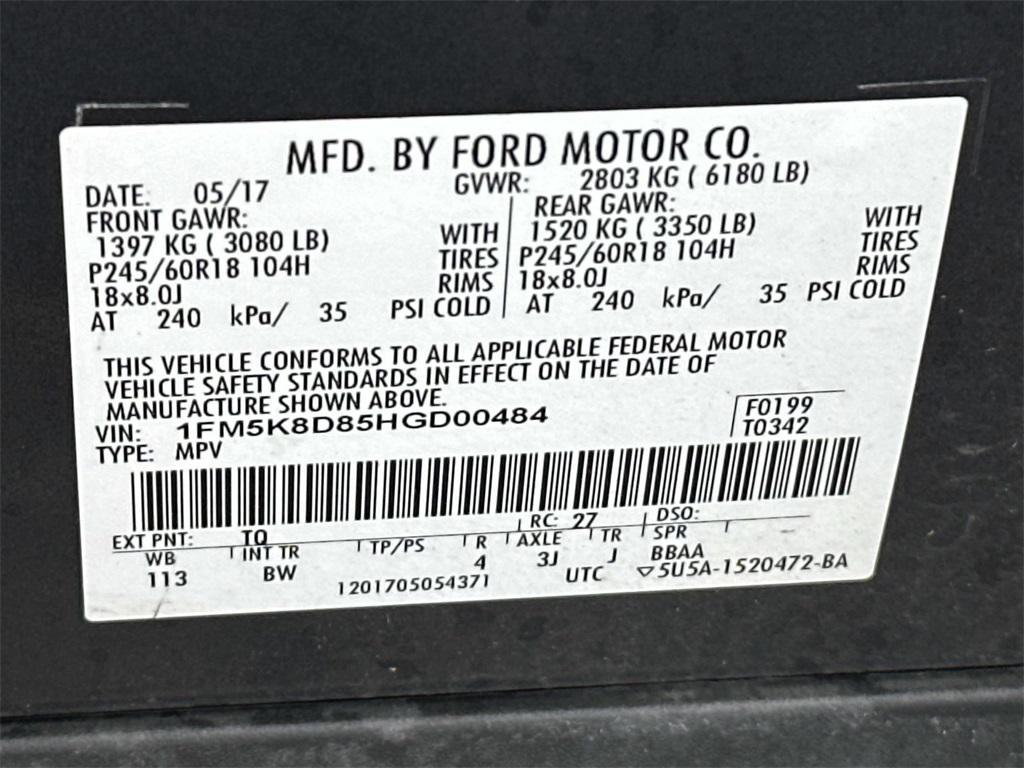 MFD. BY FORD MOTOR CO.
DATE: 05/17 GVWR: 2803 KG ( 6180 LB)
FRONT GAWR: REAR GAWR:
1397 KG ( 3080 LB) WITH 1520 KG ( 3350 LB) WITH
P245/60R18 104H TIRES P245/60R18 104H TIRES
18x8.0J RIMS 18x8.0J RIMS
AT 240 kPa/ 35 PSI COLD AT 240 kPa/ 35 PSI COLD
THIS VEHICLE CONFORMS TO ALL APPLICABLE FEDERAL MOTOR
VEHICLE SAFETY STANDARDS IN EFFECT ON THE DATE OF
MANUFACTURE SHOWN ABOVE.
VIN: 1FM5K8D85HGD00484 F0199
TYPE: MPV T0342
EXT PNT: TQ RC: 27 DSO:
WB INT TR TP/PS R AXLE TR SPR
113 BW 4 3J J BBAA
1201705054371 UTC ▽5U5A-1520472-BA